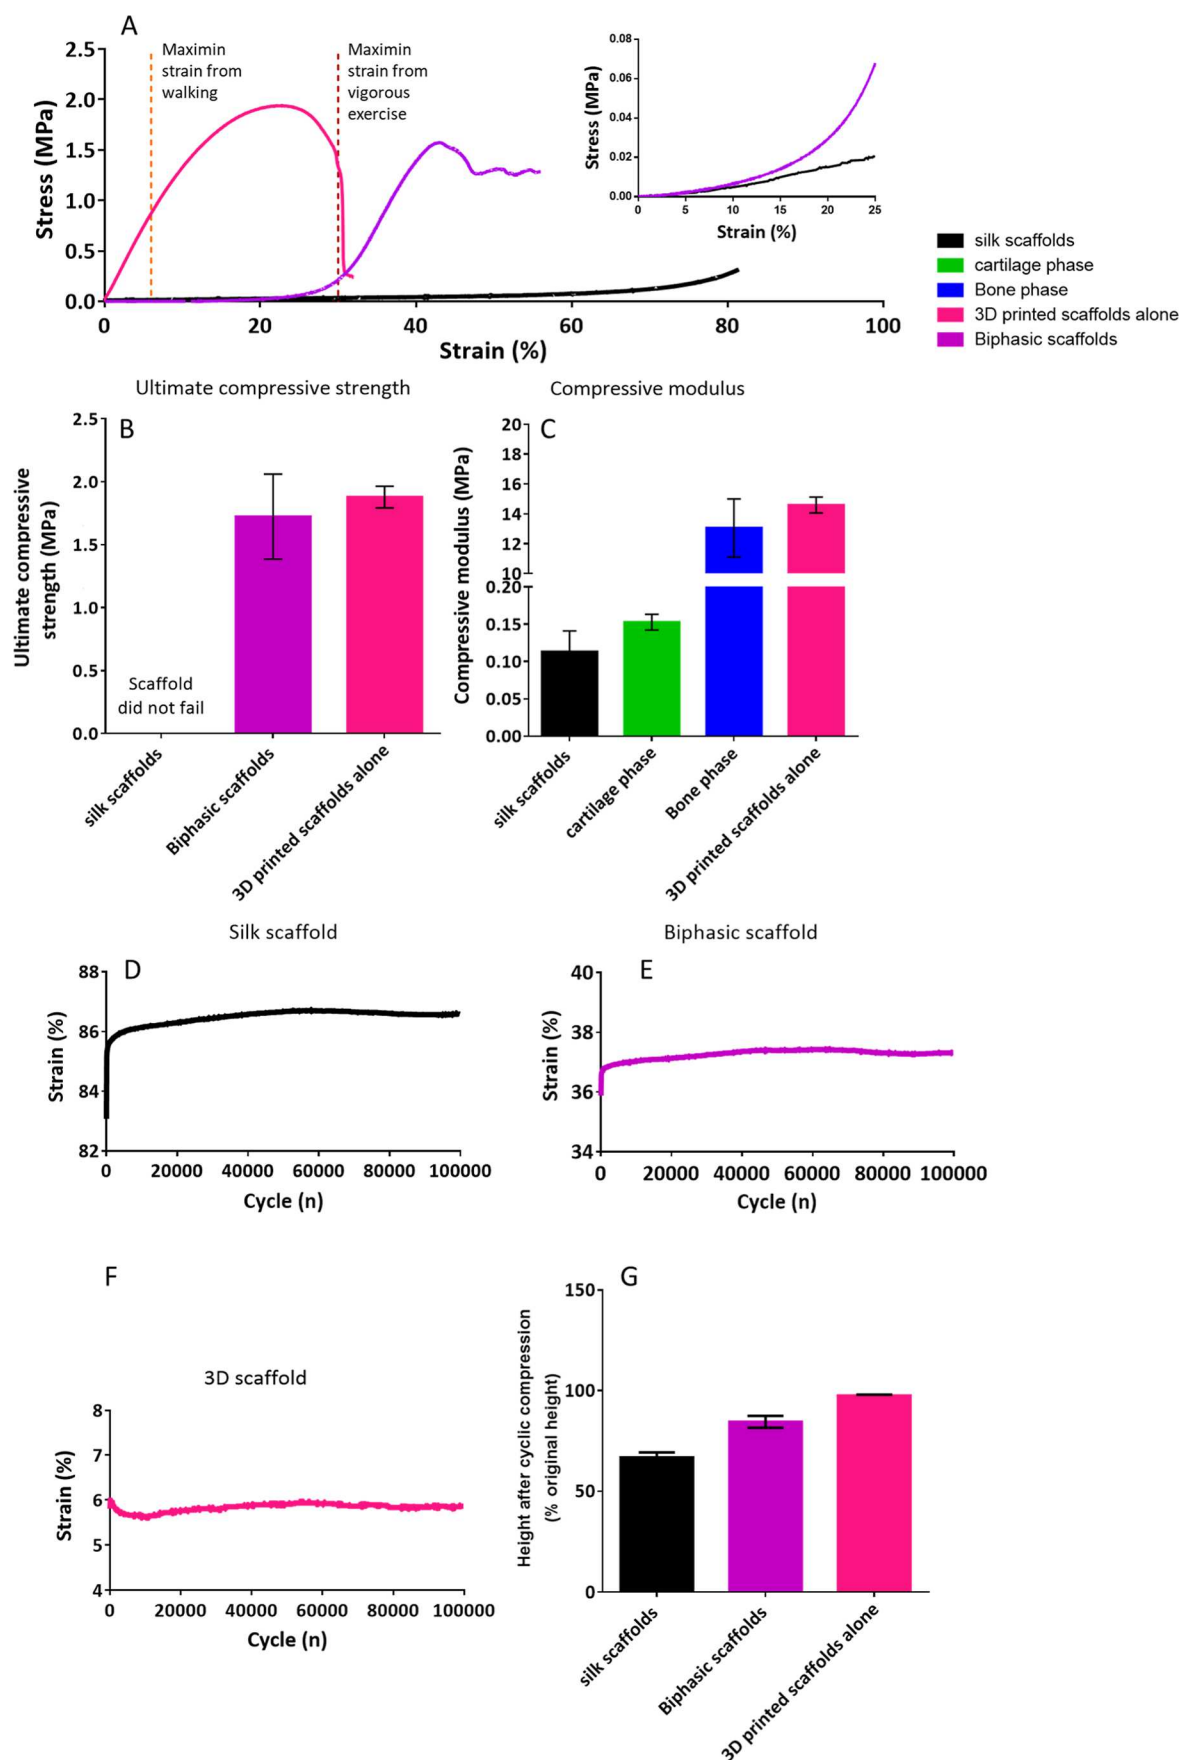 A
2.5
2.0
1.5
1.0
0.5
0.0
Stress (MPa)
Maximin
strain from
walking
Maximin
strain from
vigorous
exercise
0 20 40 60 80 100
Strain (%)
0.08
0.06
0.04
0.02
0.00
Stress (MPa)
0 5 10 15 20 25
Strain (%)
silk scaffolds
cartilage phase
Bone phase
3D printed scaffolds alone
Biphasic scaffolds
Ultimate compressive strength
B
2.5
2.0
1.5
1.0
0.5
0.0
Ultimate compressive
strength (MPa)
Scaffold
did not fail
silk scaffolds
Biphasic scaffolds
3D printed scaffolds alone
Compressive modulus
C
20
18
16
14
12
10
0.20
0.15
0.10
0.05
0.00
Compressive modulus (MPa)
silk scaffolds
cartilage phase
Bone phase
3D printed scaffolds alone
Silk scaffold
D
88
86
84
82
Strain (%)
0 20000 40000 60000 80000 100000
Cycle (n)
Biphasic scaffold
E
40
38
36
34
Strain (%)
0 20000 40000 60000 80000 100000
Cycle (n)
F
3D scaffold
8
7
6
5
4
Strain (%)
0 20000 40000 60000 80000 100000
Cycle (n)
G
150
100
50
0
Height after cyclic compression
(% original height)
silk scaffolds
Biphasic scaffolds
3D printed scaffolds alone